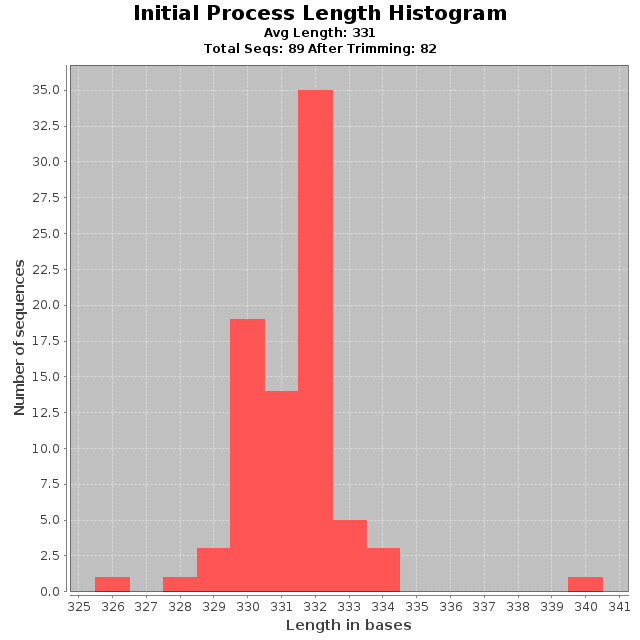 Initial Process Length Histogram
Avg Length: 331
Total Seqs: 89 After Trimming: 82
35.0
32.5
30.0
27.5
25.0
22.5
20.0
17.5
15.0
12.5
10.0
7.5
5.0
2.5
0.0
Number of sequences
325 326 327 328 329 330 331 332 333 334 335 336 337 338 339 340 341
Length in bases